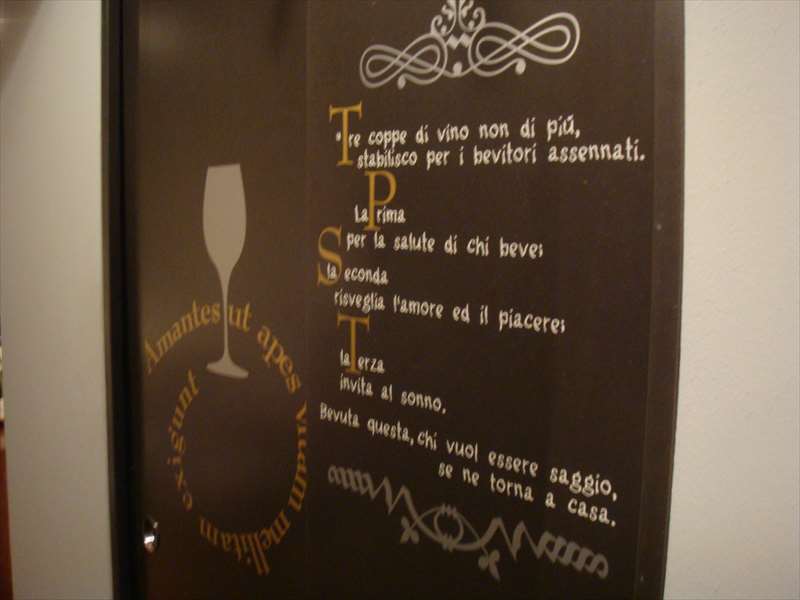 Amantes ut apes vitam mellitam exigunt
Tre coppe di vino non di piú,
stabilisco per i bevitori assennati.
La Prima
per la salute di chi beve;
la Seconda
risveglia l'amore ed il piacere;
la Terza
invita al sonno.
Bevuta questa, chi vuol essere saggio,
se ne torna a casa.